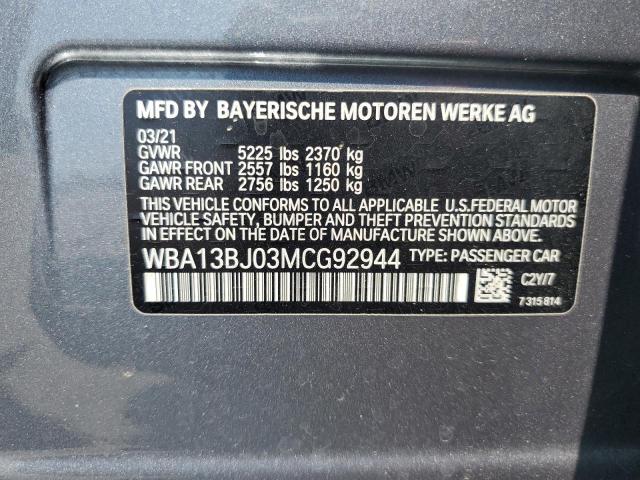 MFD BY BAYERISCHE MOTOREN WERKE AG
03/21
GVWR 5225 lbs 2370 kg
GAWR FRONT 2557 lbs 1160 kg
GAWR REAR 2756 lbs 1250 kg
THIS VEHICLE CONFORMS TO ALL APPLICABLE U.S.FEDERAL MOTOR
VEHICLE SAFETY, BUMPER AND THEFT PREVENTION STANDARDS
IN EFFECT ON THE DATE OF MANUFACTURE SHOWN ABOVE.
WBA13BJ03MCG92944 TYPE: PASSENGER CAR
C2Y/7
7 315 814